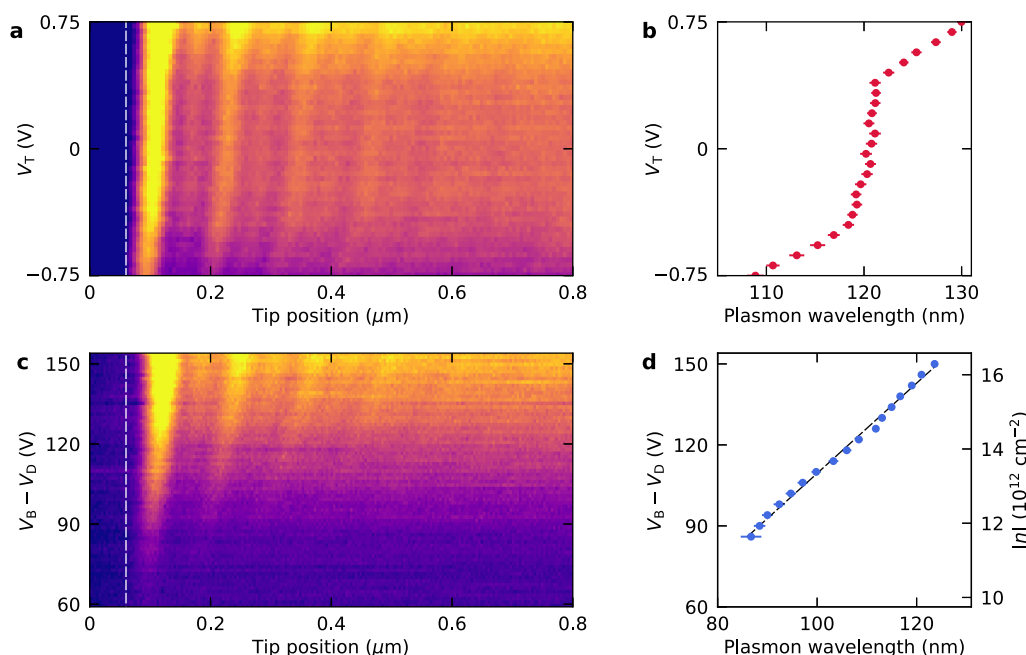 a
0.75
0
−0.75
V_T (V)
0 0.2 0.4 0.6 0.8
Tip position (μm)
b
0.75
0
−0.75
V_T (V)
110 120 130
Plasmon wavelength (nm)
c
150
120
90
60
V_B − V_D (V)
0 0.2 0.4 0.6 0.8
Tip position (μm)
d
150
120
90
60
V_B − V_D (V)
16
14
12
10
|n| (10¹² cm⁻²)
80 100 120
Plasmon wavelength (nm)